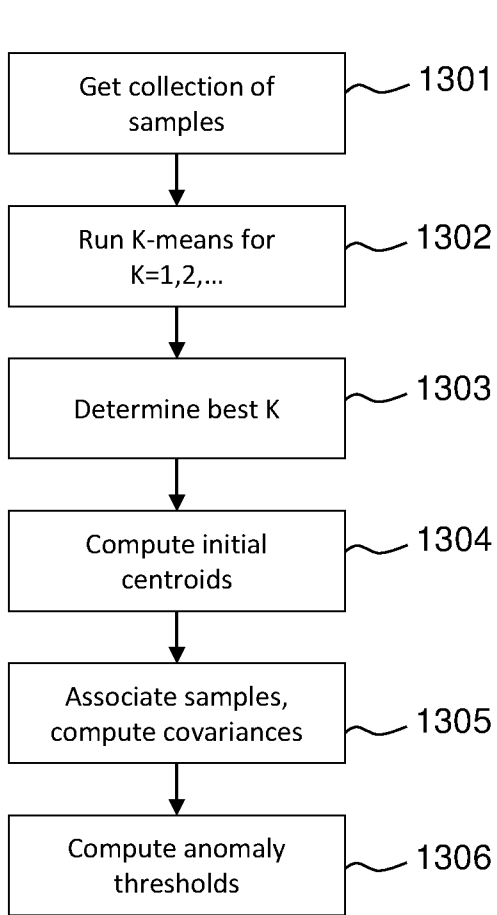 Get collection of
samples
1301
Run K-means for
K=1,2,...
1302
Determine best K
1303
Compute initial
centroids
1304
Associate samples,
compute covariances
1305
Compute anomaly
thresholds
1306